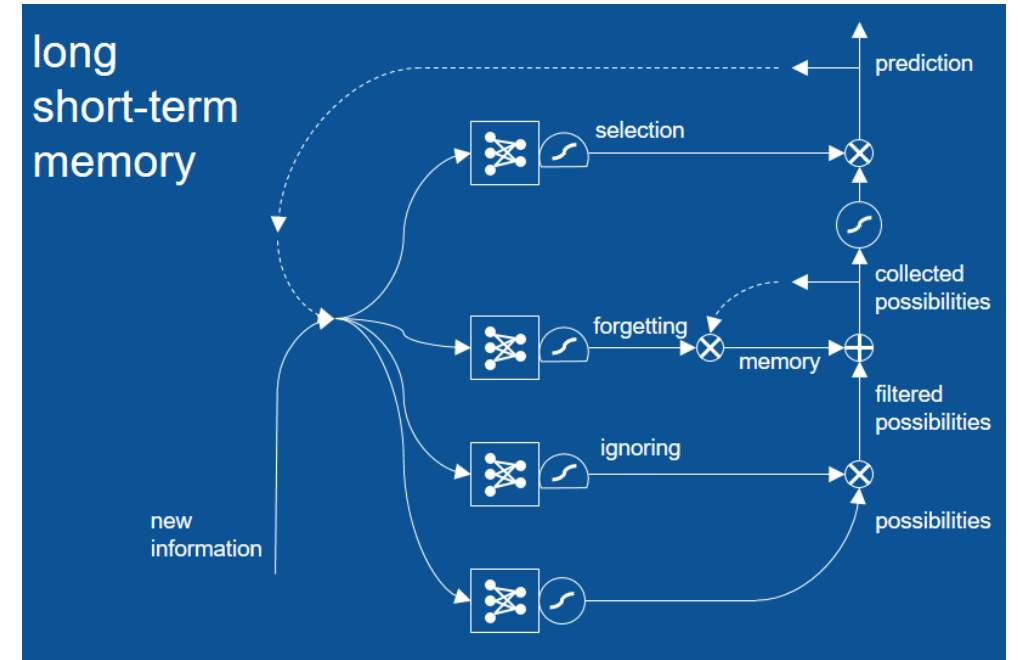 long
short-term
memory
prediction
selection
collected
possibilities
forgetting
memory
filtered
possibilities
ignoring
new
information
possibilities